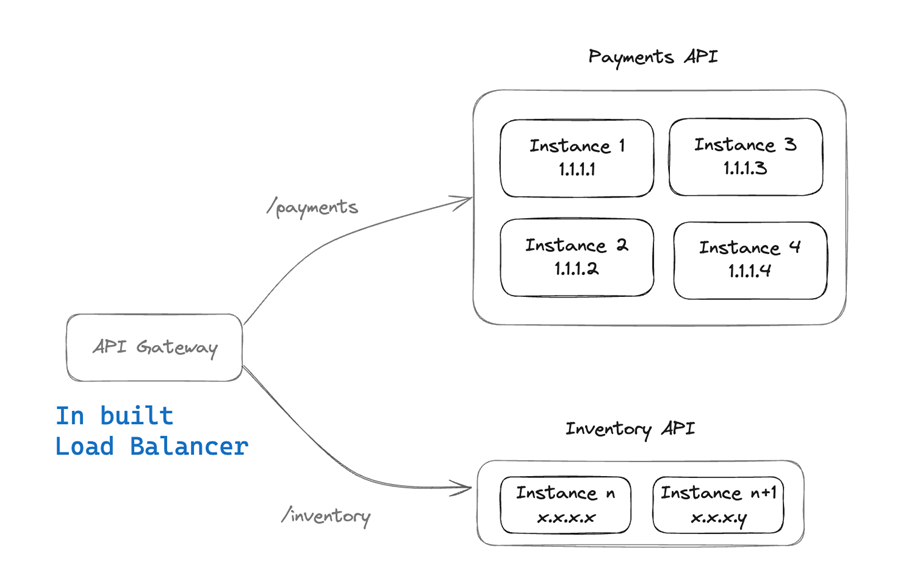 Payments API
Instance 1
1.1.1.1
Instance 3
1.1.1.3
Instance 2
1.1.1.2
Instance 4
1.1.1.4
/payments
API Gateway
In built
Load Balancer
/inventory
Inventory API
Instance n
x.x.x.x
Instance n+1
x.x.x.y